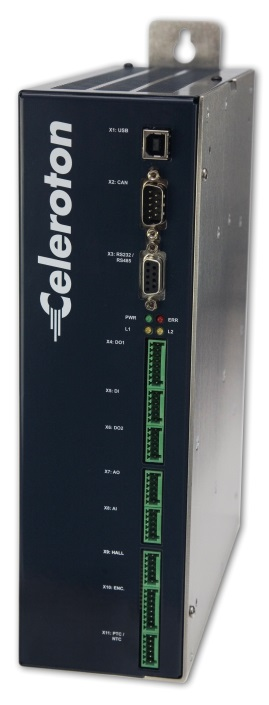 Celeroton
X1: USB
X2: CAN
X3: RS232 /
RS485
PWR ERR
L1 L2
X4: DO1
X5: DI
X6: DO2
X7: AO
X8: AI
X9: HALL
X10: ENC.
X11: PTC /
NTC